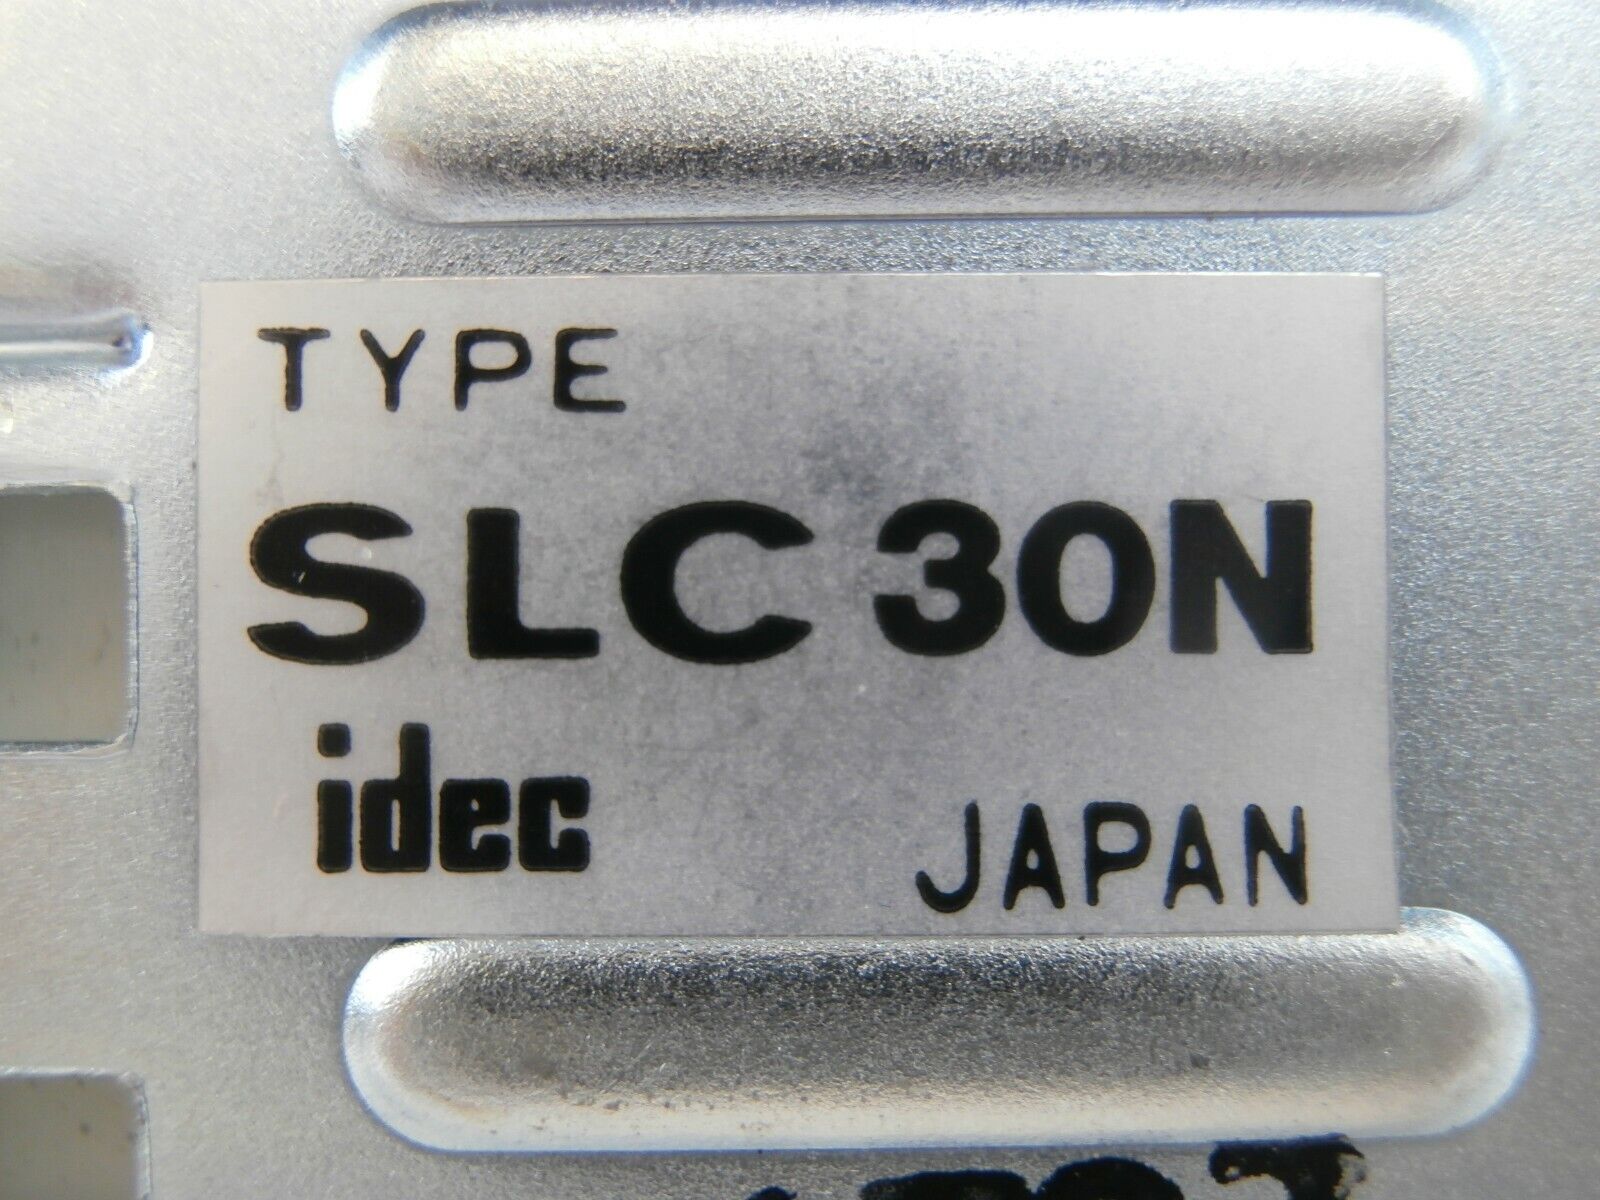 TYPE
SLC30N
idec JAPAN